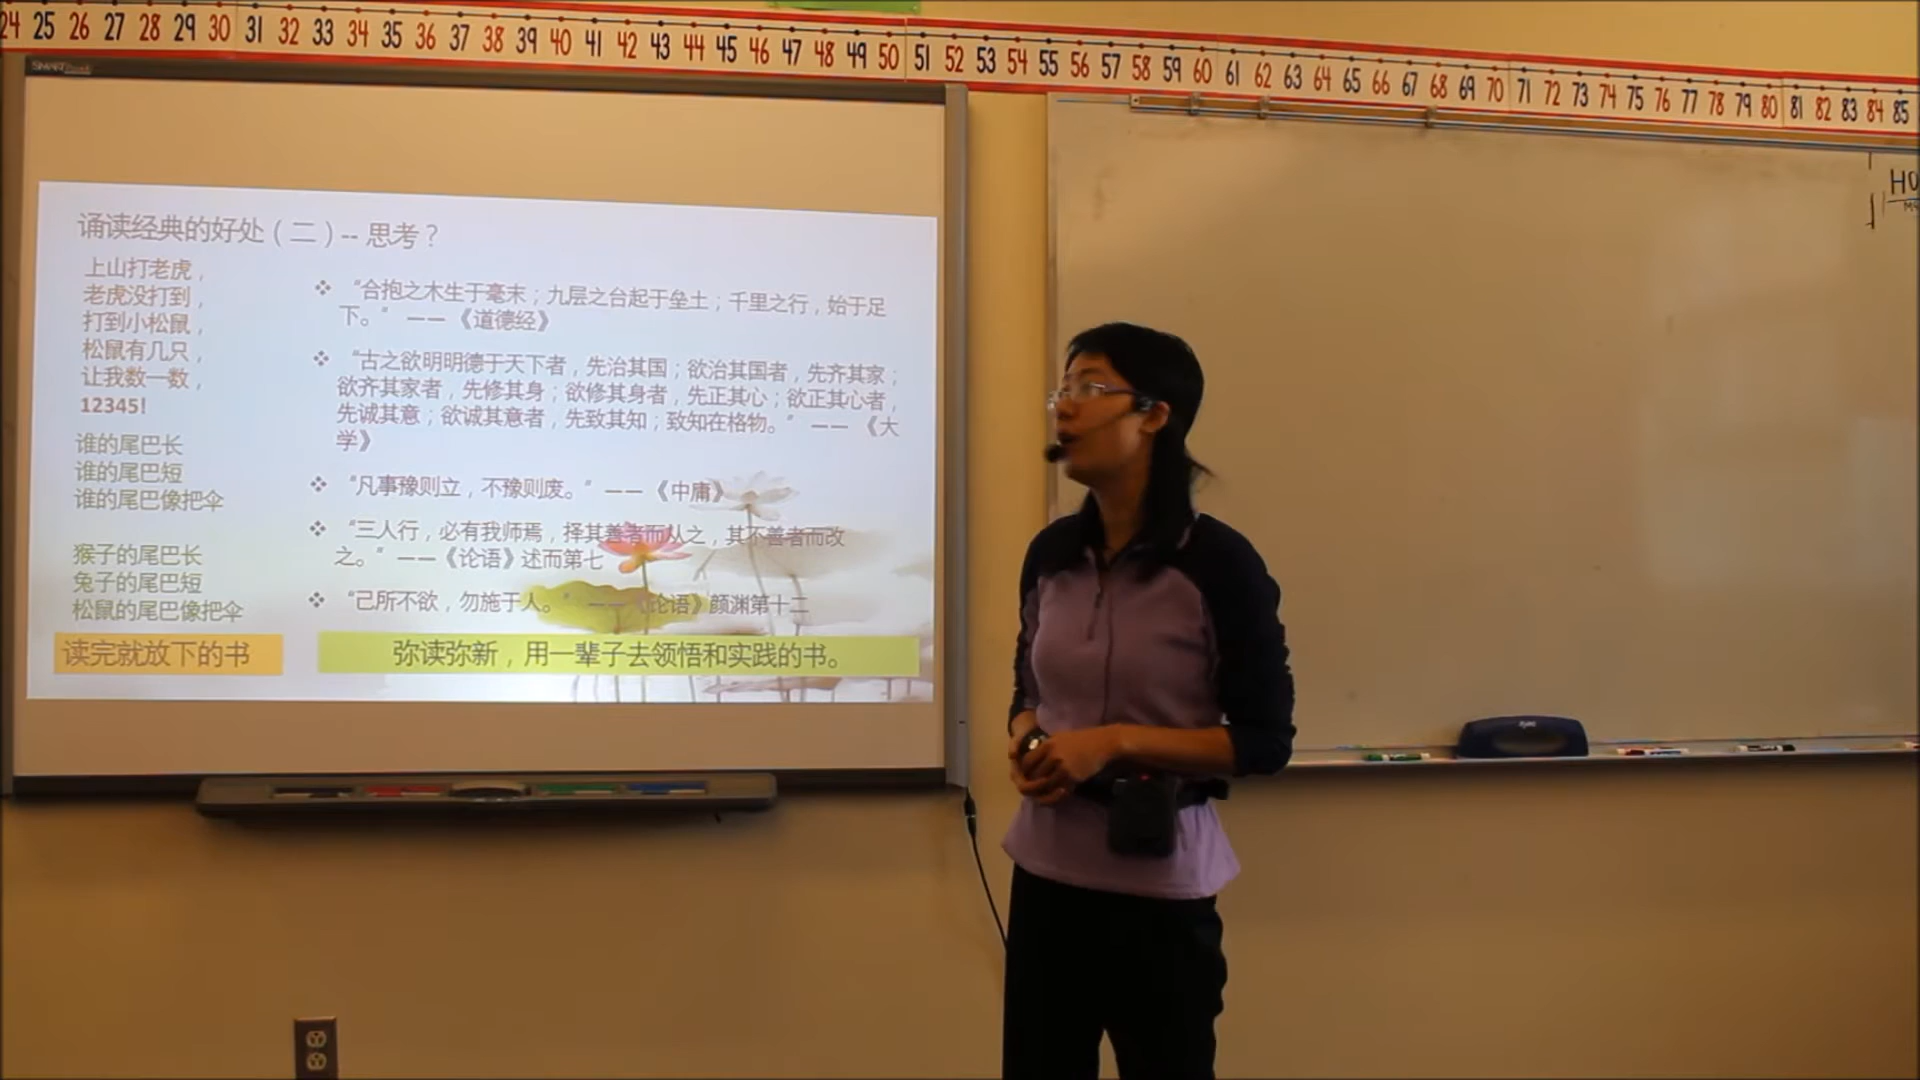 24 25 26 27 28 29 30 31 32 33 34 35 36 37 38 39 40 41 42 43 44 45 46 47 48 49 50 51 52 53 54 55 56 57 58 59 60 61 62 63 64 65 66 67 68 69 70 71 72 73 74 75 76 77 78 79 80 81 82 83 84 85
SMART
诵读经典的好处（二）-- 思考？
上山打老虎，
老虎没打到，
打到小松鼠，
松鼠有几只，
让我数一数，
12345!
谁的尾巴长
谁的尾巴短
谁的尾巴像把伞
猴子的尾巴长
兔子的尾巴短
松鼠的尾巴像把伞
读完就放下的书
❖ “合抱之木生于毫末；九层之台起于垒土；千里之行，始于足
下。” —— 《道德经》
❖ “古之欲明明德于天下者，先治其国；欲治其国者，先齐其家；
欲齐其家者，先修其身；欲修其身者，先正其心；欲正其心者，
先诚其意；欲诚其意者，先致其知；致知在格物。” —— 《大
学》
❖ “凡事豫则立，不豫则废。” —— 《中庸》
❖ “三人行，必有我师焉，择其善者而从之，其不善者而改
之。” ——《论语》述而第七
❖ “己所不欲，勿施于人。” ——《论语》颜渊第十二
弥读弥新，用一辈子去领悟和实践的书。
HO